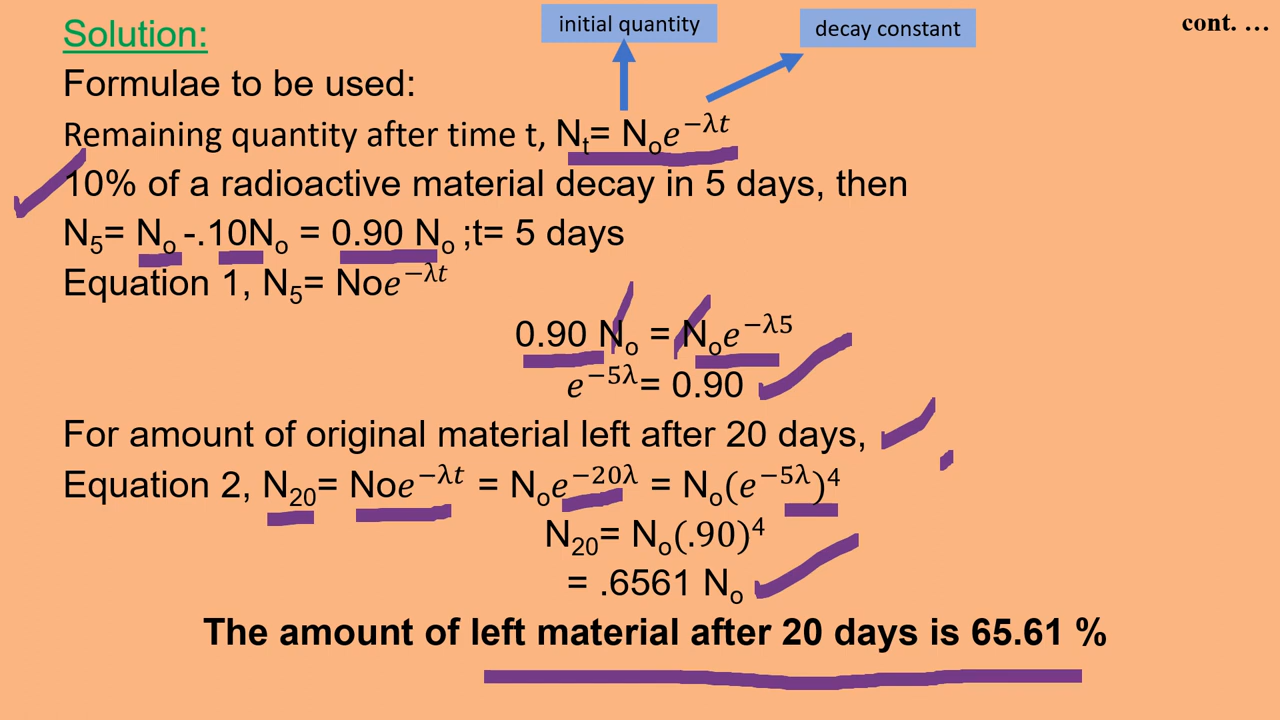 initial quantity
decay constant
cont. …
Solution:
Formulae to be used:
Remaining quantity after time t, Nₜ= Nₒ𝑒^−λ𝑡
10% of a radioactive material decay in 5 days, then
N₅= Nₒ -.10Nₒ = 0.90 Nₒ ;t= 5 days
Equation 1, N₅= No𝑒^−λ𝑡
0.90 Nₒ = Nₒ𝑒^−λ5
𝑒^−5λ= 0.90
For amount of original material left after 20 days,
Equation 2, N₂₀= No𝑒^−λ𝑡 = Nₒ𝑒^−20λ = Nₒ(𝑒^−5λ)⁴
N₂₀= Nₒ(.90)⁴
= .6561 Nₒ
The amount of left material after 20 days is 65.61 %